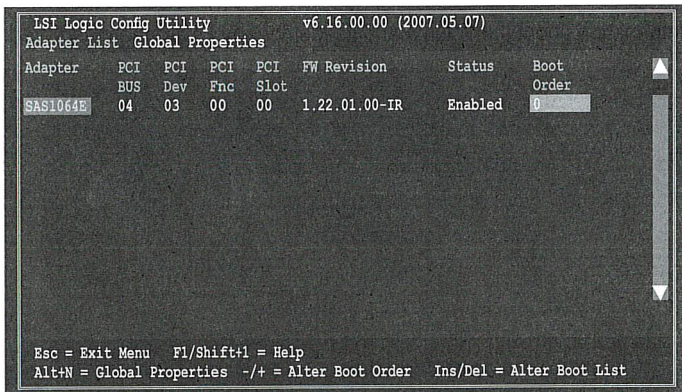 LSI Logic Config Utility v6.16.00.00 (2007.05.07)
Adapter List Global Properties
Adapter PCI PCI PCI PCI FW Revision Status Boot
BUS Dev Fnc Slot Order
SAS1064E 04 03 00 00 1.22.01.00-IR Enabled 0
Esc = Exit Menu F1/Shift+1 = Help
Alt+N = Global Properties -/+ = Alter Boot Order Ins/Del = Alter Boot List